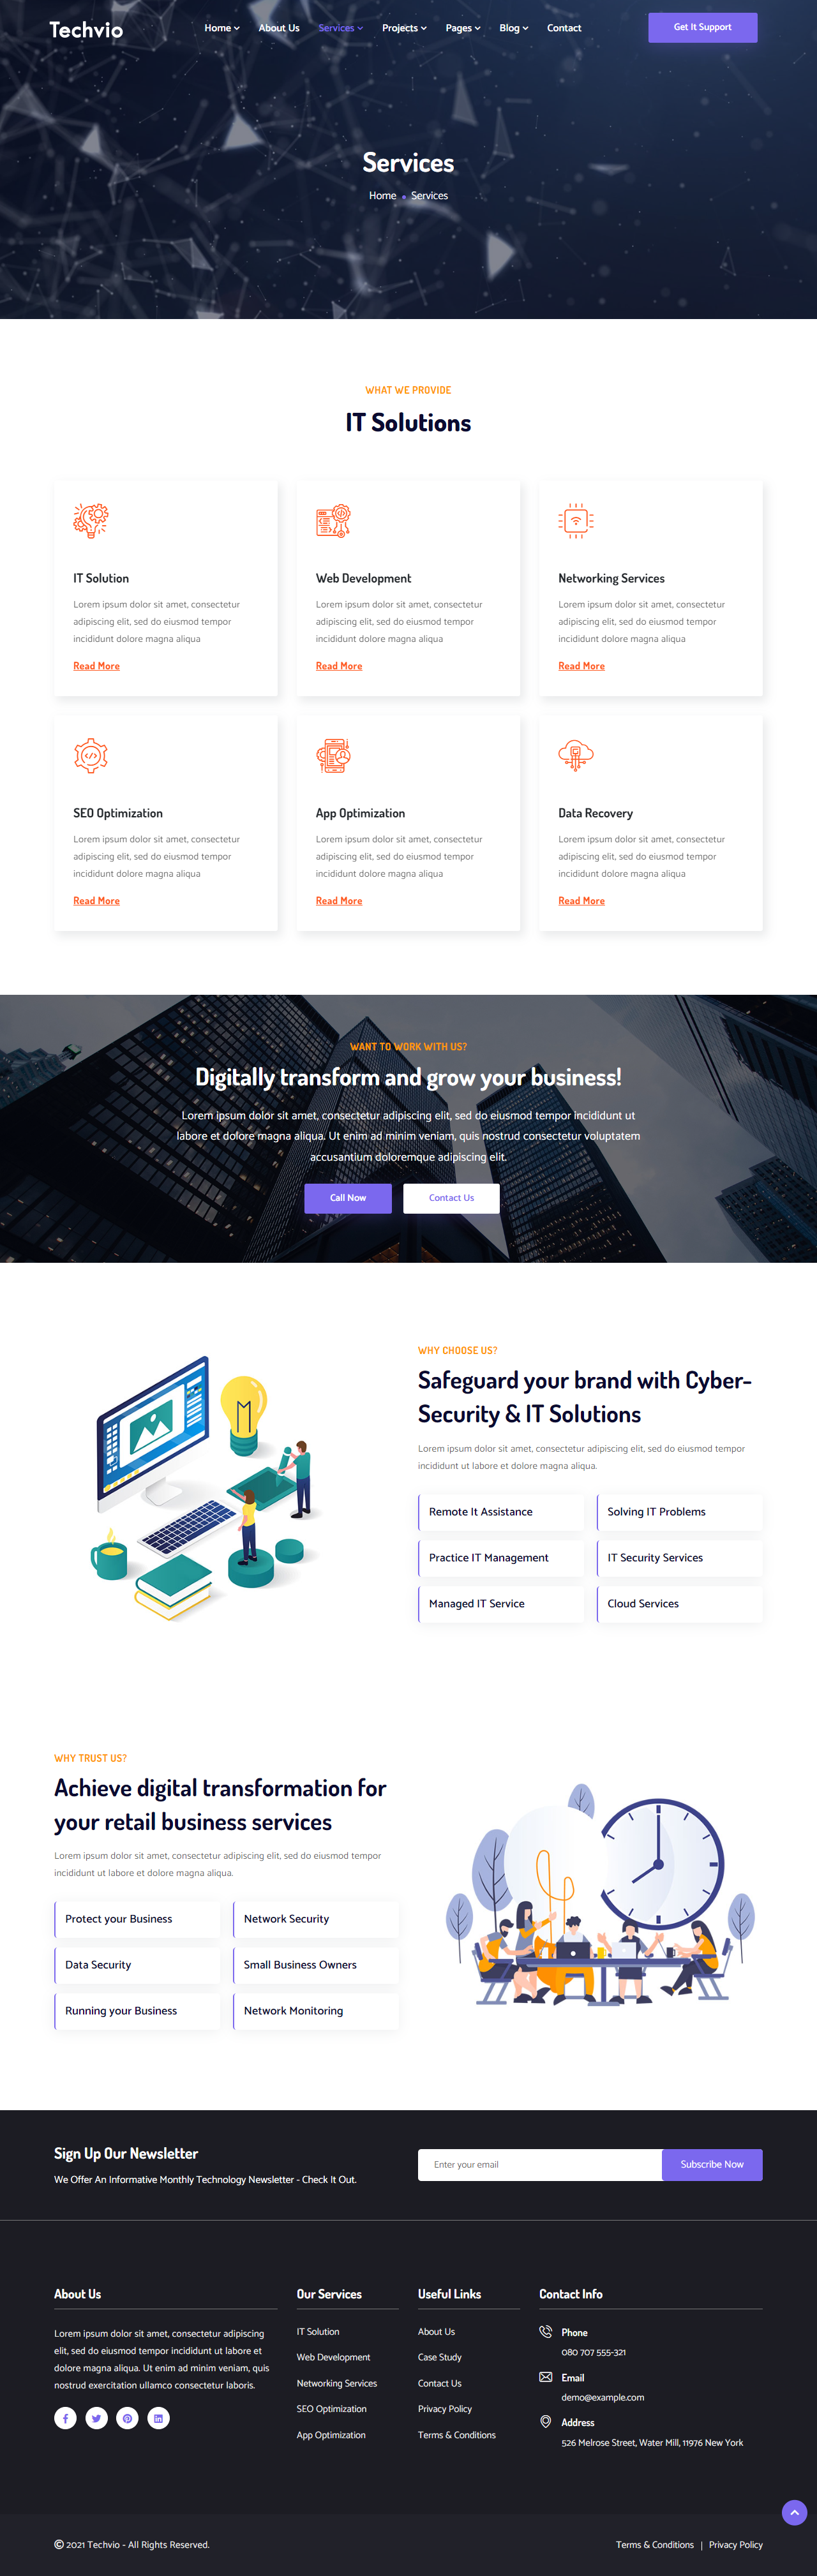 Techvio
Home
About Us
Services
Projects
Pages
Blog
Contact
Get It Support
Services
Home
Services
WHAT WE PROVIDE
IT Solutions
IT Solution
Lorem ipsum dolor sit amet, consectetur
adipiscing elit, sed do eiusmod tempor
incididunt dolore magna aliqua
Read More
Web Development
Lorem ipsum dolor sit amet, consectetur
adipiscing elit, sed do eiusmod tempor
incididunt dolore magna aliqua
Read More
Networking Services
Lorem ipsum dolor sit amet, consectetur
adipiscing elit, sed do eiusmod tempor
incididunt dolore magna aliqua
Read More
SEO Optimization
Lorem ipsum dolor sit amet, consectetur
adipiscing elit, sed do eiusmod tempor
incididunt dolore magna aliqua
Read More
App Optimization
Lorem ipsum dolor sit amet, consectetur
adipiscing elit, sed do eiusmod tempor
incididunt dolore magna aliqua
Read More
Data Recovery
Lorem ipsum dolor sit amet, consectetur
adipiscing elit, sed do eiusmod tempor
incididunt dolore magna aliqua
Read More
WANT TO WORK WITH US?
Digitally transform and grow your business!
Lorem ipsum dolor sit amet, consectetur adipiscing elit, sed do eiusmod tempor incididunt ut
labore et dolore magna aliqua. Ut enim ad minim veniam, quis nostrud consectetur voluptatem
accusantium doloremque adipiscing elit.
Call Now
Contact Us
WHY CHOOSE US?
Safeguard your brand with Cyber-
Security & IT Solutions
Lorem ipsum dolor sit amet, consectetur adipiscing elit, sed do eiusmod tempor
incididunt ut labore et dolore magna aliqua.
Remote It Assistance
Solving IT Problems
Practice IT Management
IT Security Services
Managed IT Service
Cloud Services
WHY TRUST US?
Achieve digital transformation for
your retail business services
Lorem ipsum dolor sit amet, consectetur adipiscing elit, sed do eiusmod tempor
incididunt ut labore et dolore magna aliqua.
Protect your Business
Network Security
Data Security
Small Business Owners
Running your Business
Network Monitoring
Sign Up Our Newsletter
We Offer An Informative Monthly Technology Newsletter - Check It Out.
Enter your email
Subscribe Now
About Us
Lorem ipsum dolor sit amet, consectetur adipiscing
elit, sed do eiusmod tempor incididunt ut labore et
dolore magna aliqua. Ut enim ad minim veniam, quis
nostrud exercitation ullamco consectetur laboris.
Our Services
IT Solution
Web Development
Networking Services
SEO Optimization
App Optimization
Useful Links
About Us
Case Study
Contact Us
Privacy Policy
Terms & Conditions
Contact Info
Phone
080 707 555-321
Email
demo@example.com
Address
526 Melrose Street, Water Mill, 11976 New York
© 2021 Techvio - All Rights Reserved.
Terms & Conditions | Privacy Policy